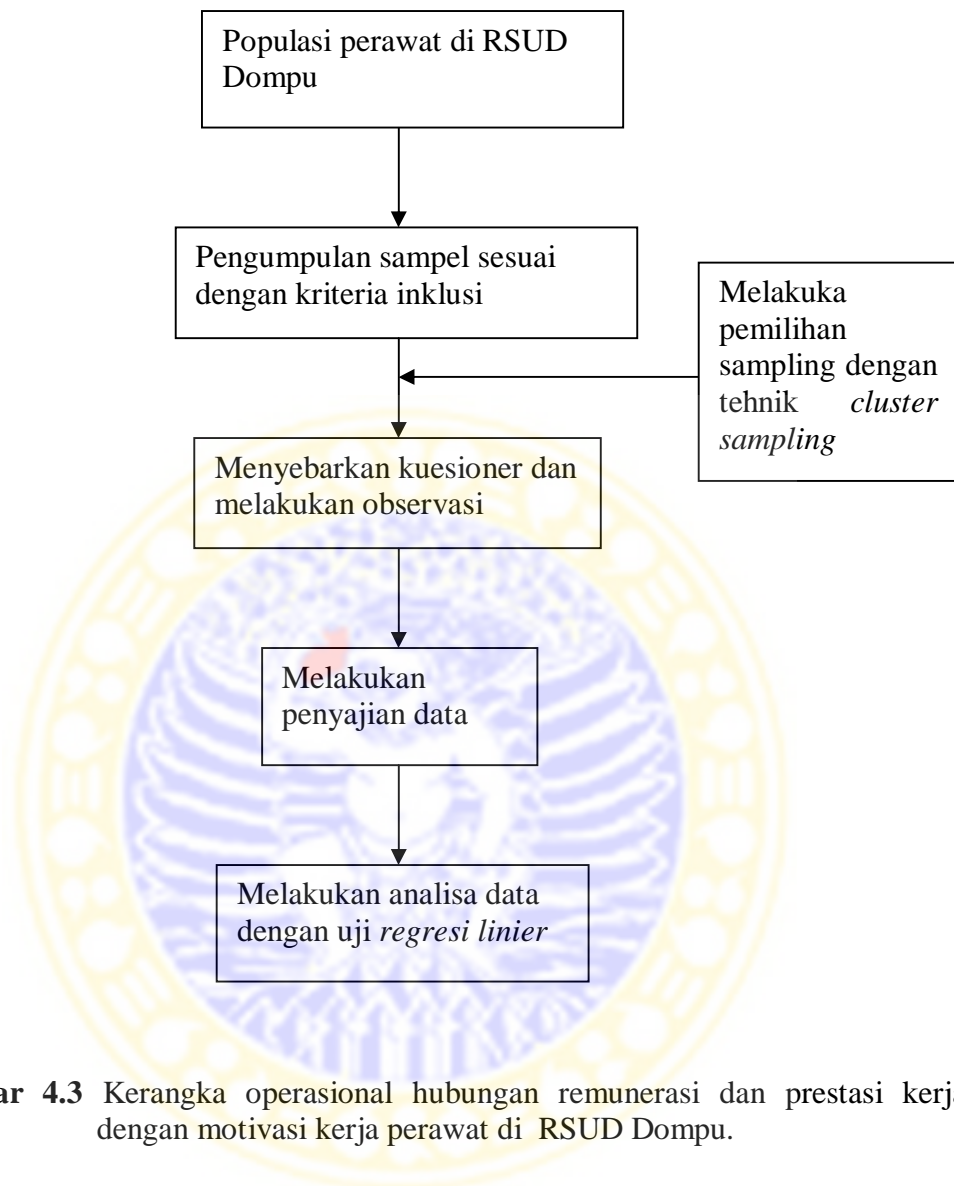 Populasi perawat di RSUD
Dompu
Pengumpulan sampel sesuai
dengan kriteria inklusi
Melakuka
pemilihan
sampling dengan
tehnik cluster
sampling
Menyebarkan kuesioner dan
melakukan observasi
Melakukan
penyajian data
Melakukan analisa data
dengan uji regresi linier
ar 4.3 Kerangka operasional hubungan remunerasi dan prestasi kerja
dengan motivasi kerja perawat di RSUD Dompu.